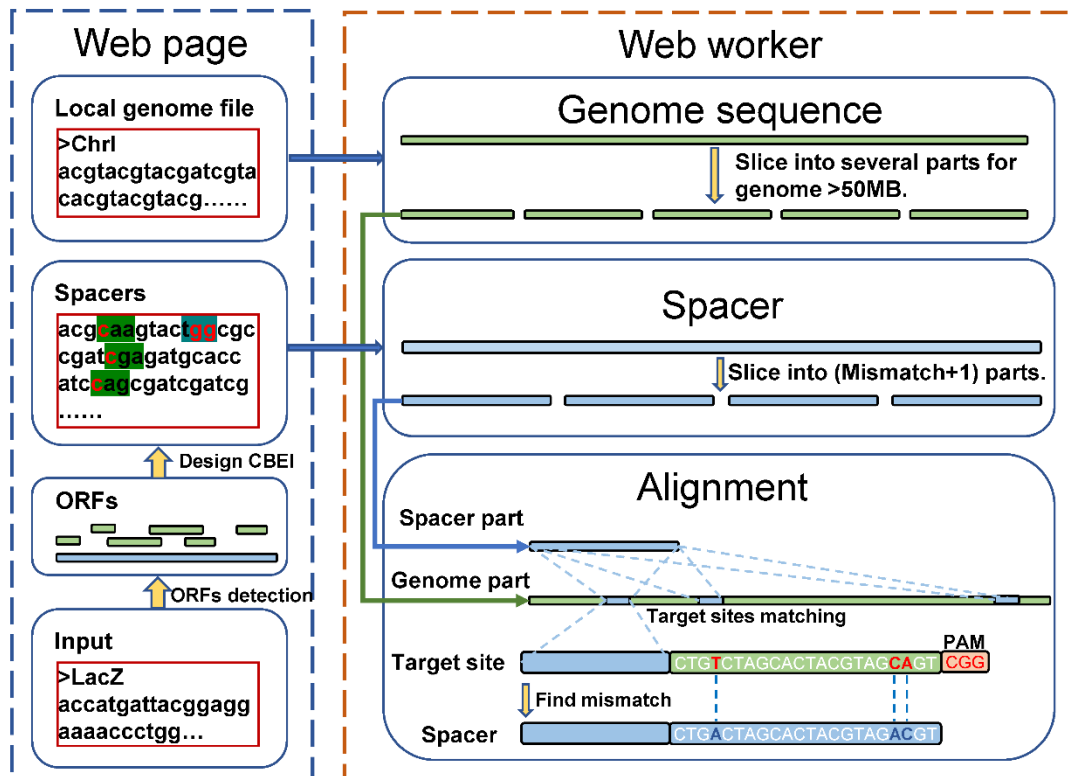 Web page
Local genome file
>ChrI
acgtacgtacgatcgta
cacgtacgtacg……
Spacers
acgcaagtactggcgc
cgatcgagatgcacc
atccagcgatcgatcg
……
Design CBEI
ORFs
ORFs detection
Input
>LacZ
accatgattacggagg
aaaaccctgg…
Web worker
Genome sequence
Slice into several parts for
genome >50MB.
Spacer
Slice into (Mismatch+1) parts.
Alignment
Spacer part
Genome part
Target sites matching
PAM
Target site
CTGTCTAGCACTACGTAGCAGT
CGG
Find mismatch
Spacer
CTGACTAGCACTACGTAGACGT